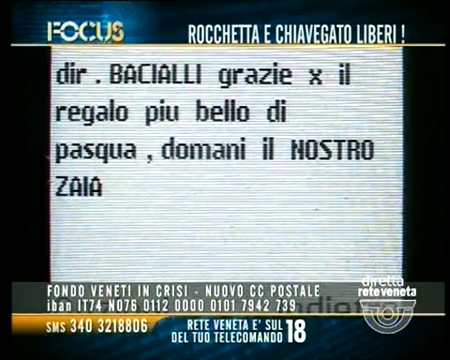 FOCUS
ROCCHETTA E CHIAVEGATO LIBERI !
dir . BACIALLI grazie x il
regalo piu bello di
pasqua , domani il NOSTRO
ZAIA
FONDO VENETI IN CRISI - NUOVO CC POSTALE
iban IT74 N076 0112 0000 0101 7942 739
diretta
reteveneta
SMS 340 3218806
RETE VENETA E' SUL
DEL TUO TELECOMANDO 18